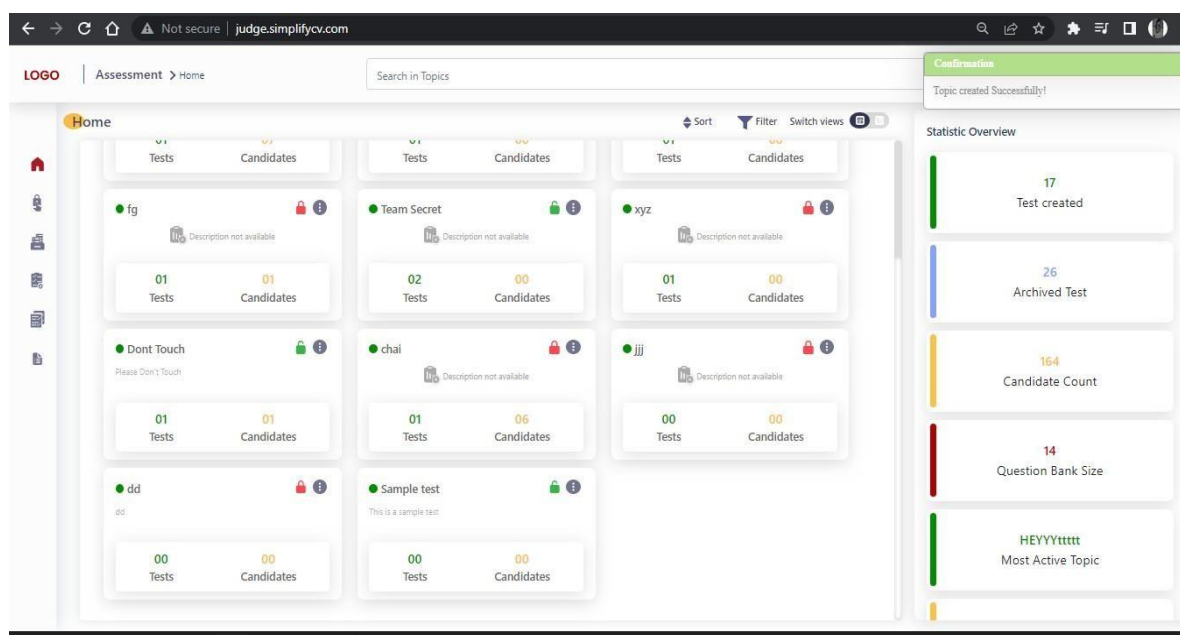 Not secure | judge.simplifycv.com
LOGO
Assessment > Home
Search in Topics
Confirmation
Topic created Successfully!
Home
Sort
Filter
Switch views
Statistic Overview
Tests Candidates
Tests Candidates
Tests Candidates
fg
Description not available
01 01
Tests Candidates
Team Secret
Description not available
02 00
Tests Candidates
xyz
Description not available
01 00
Tests Candidates
Dont Touch
Please Don't Touch
01 01
Tests Candidates
chai
Description not available
01 06
Tests Candidates
jjj
Description not available
00 00
Tests Candidates
dd
dd
00 00
Tests Candidates
Sample test
This is a sample test
00 00
Tests Candidates
17
Test created
26
Archived Test
164
Candidate Count
14
Question Bank Size
HEYYYttttt
Most Active Topic